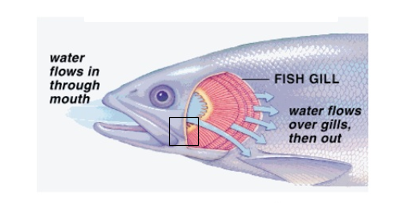 water
flows in
through
mouth
FISH GILL
water flows
over gills,
then out